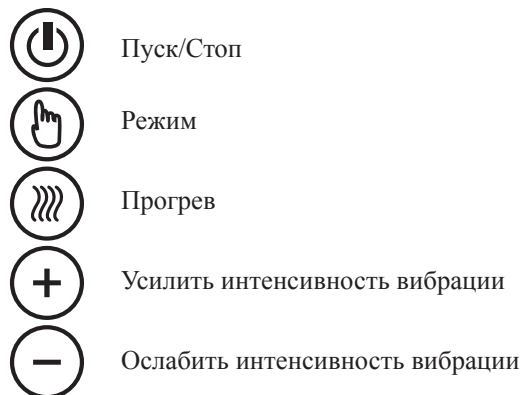 Пуск/Стоп
Режим
Прогрев
Усилить интенсивность вибрации
Ослабить интенсивность вибрации